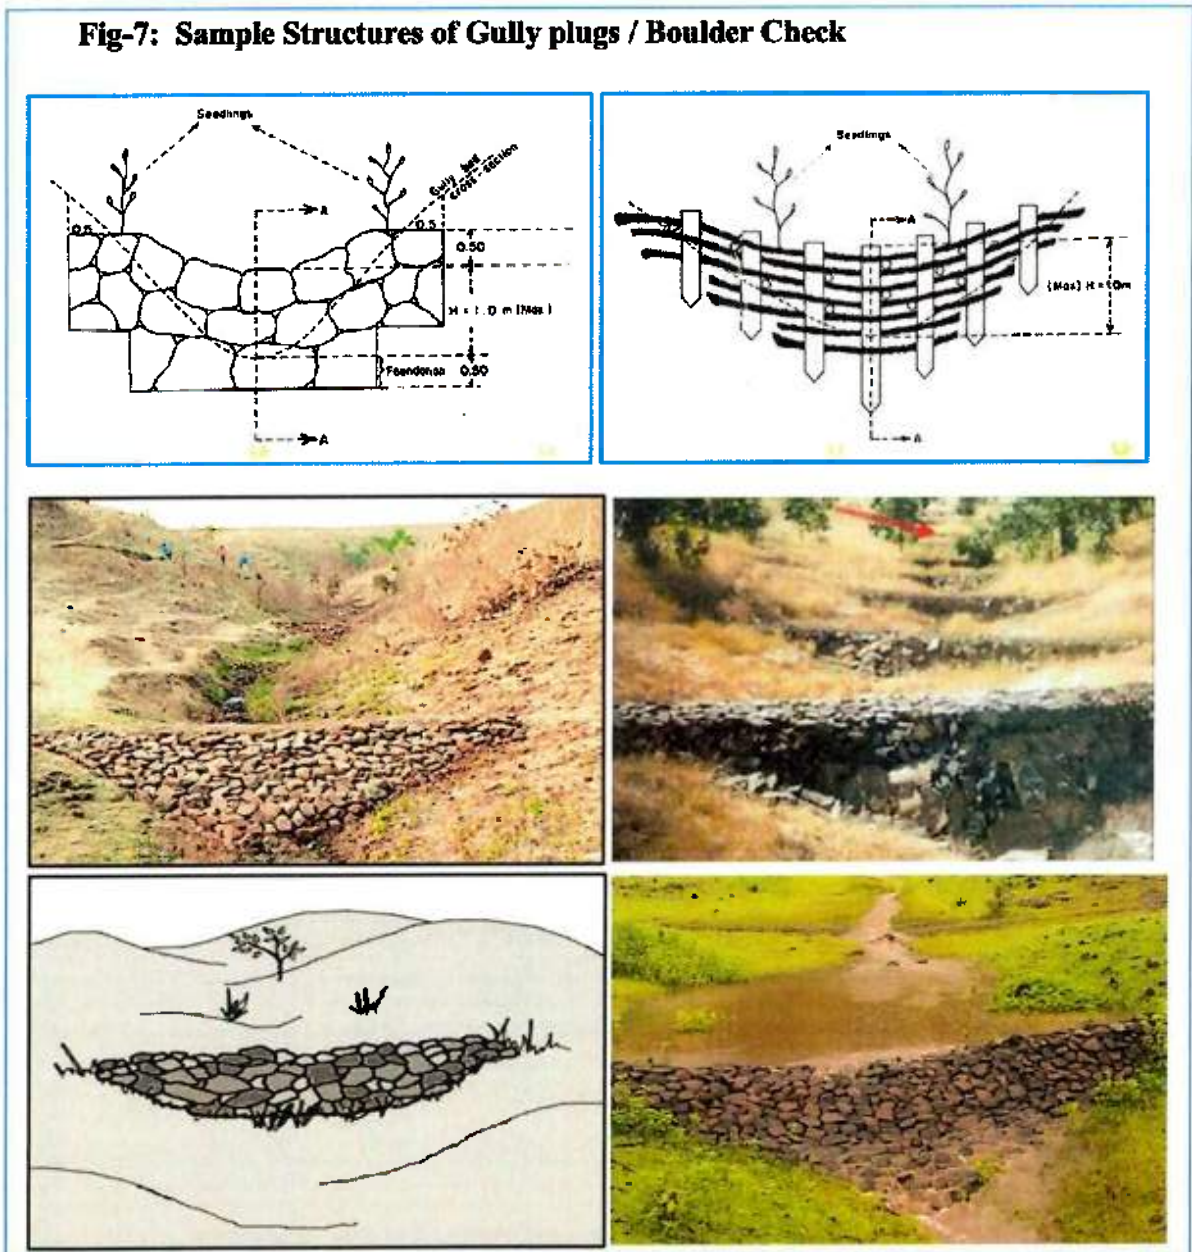 Fig-7: Sample Structures of Gully plugs / Boulder Check
Seedlings
Gully bed
cross-section
A
0.5
0.5
0.50
H = 1.0 m (Max)
Foundation 0.50
A
Seedlings
A
(Max) H = 1.0m
A